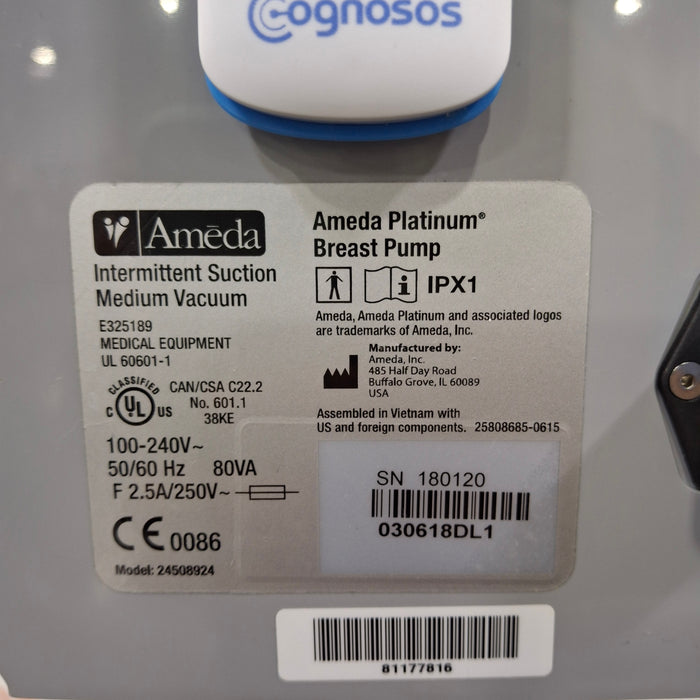 Cognosos
Amēda
Intermittent Suction
Medium Vacuum
E325189
MEDICAL EQUIPMENT
UL 60601-1
CLASSIFIED
C UL US
CAN/CSA C22.2
No. 601.1
38KE
100-240V~
50/60 Hz 80VA
F 2.5A/250V~
CE 0086
Model: 24508924
Ameda Platinum®
Breast Pump
i IPX1
Ameda, Ameda Platinum and associated logos
are trademarks of Ameda, Inc.
Manufactured by:
Ameda, Inc.
485 Half Day Road
Buffalo Grove, IL 60089
USA
Assembled in Vietnam with
US and foreign components. 25808685-0615
SN 180120
030618DL1
81177816